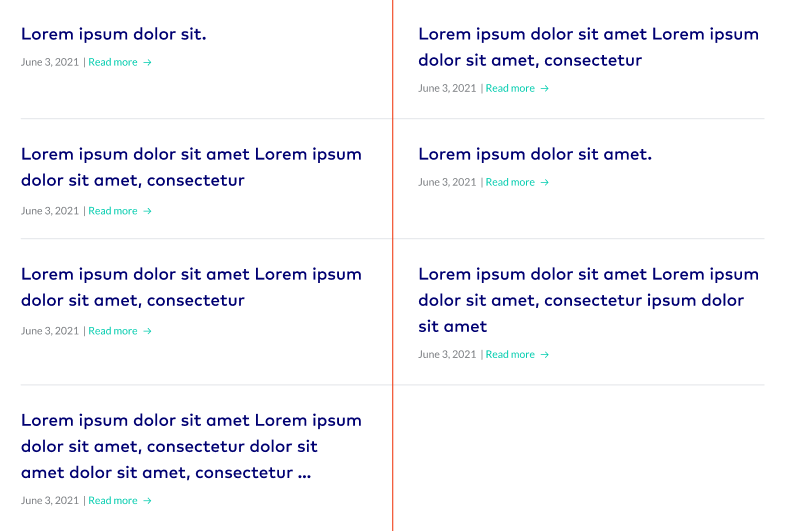 Lorem ipsum dolor sit.
June 3, 2021 | Read more →
Lorem ipsum dolor sit amet Lorem ipsum
dolor sit amet, consectetur
June 3, 2021 | Read more →
Lorem ipsum dolor sit amet Lorem ipsum
dolor sit amet, consectetur
June 3, 2021 | Read more →
Lorem ipsum dolor sit amet.
June 3, 2021 | Read more →
Lorem ipsum dolor sit amet Lorem ipsum
dolor sit amet, consectetur
June 3, 2021 | Read more →
Lorem ipsum dolor sit amet Lorem ipsum
dolor sit amet, consectetur ipsum dolor
sit amet
June 3, 2021 | Read more →
Lorem ipsum dolor sit amet Lorem ipsum
dolor sit amet, consectetur dolor sit
amet dolor sit amet, consectetur ...
June 3, 2021 | Read more →